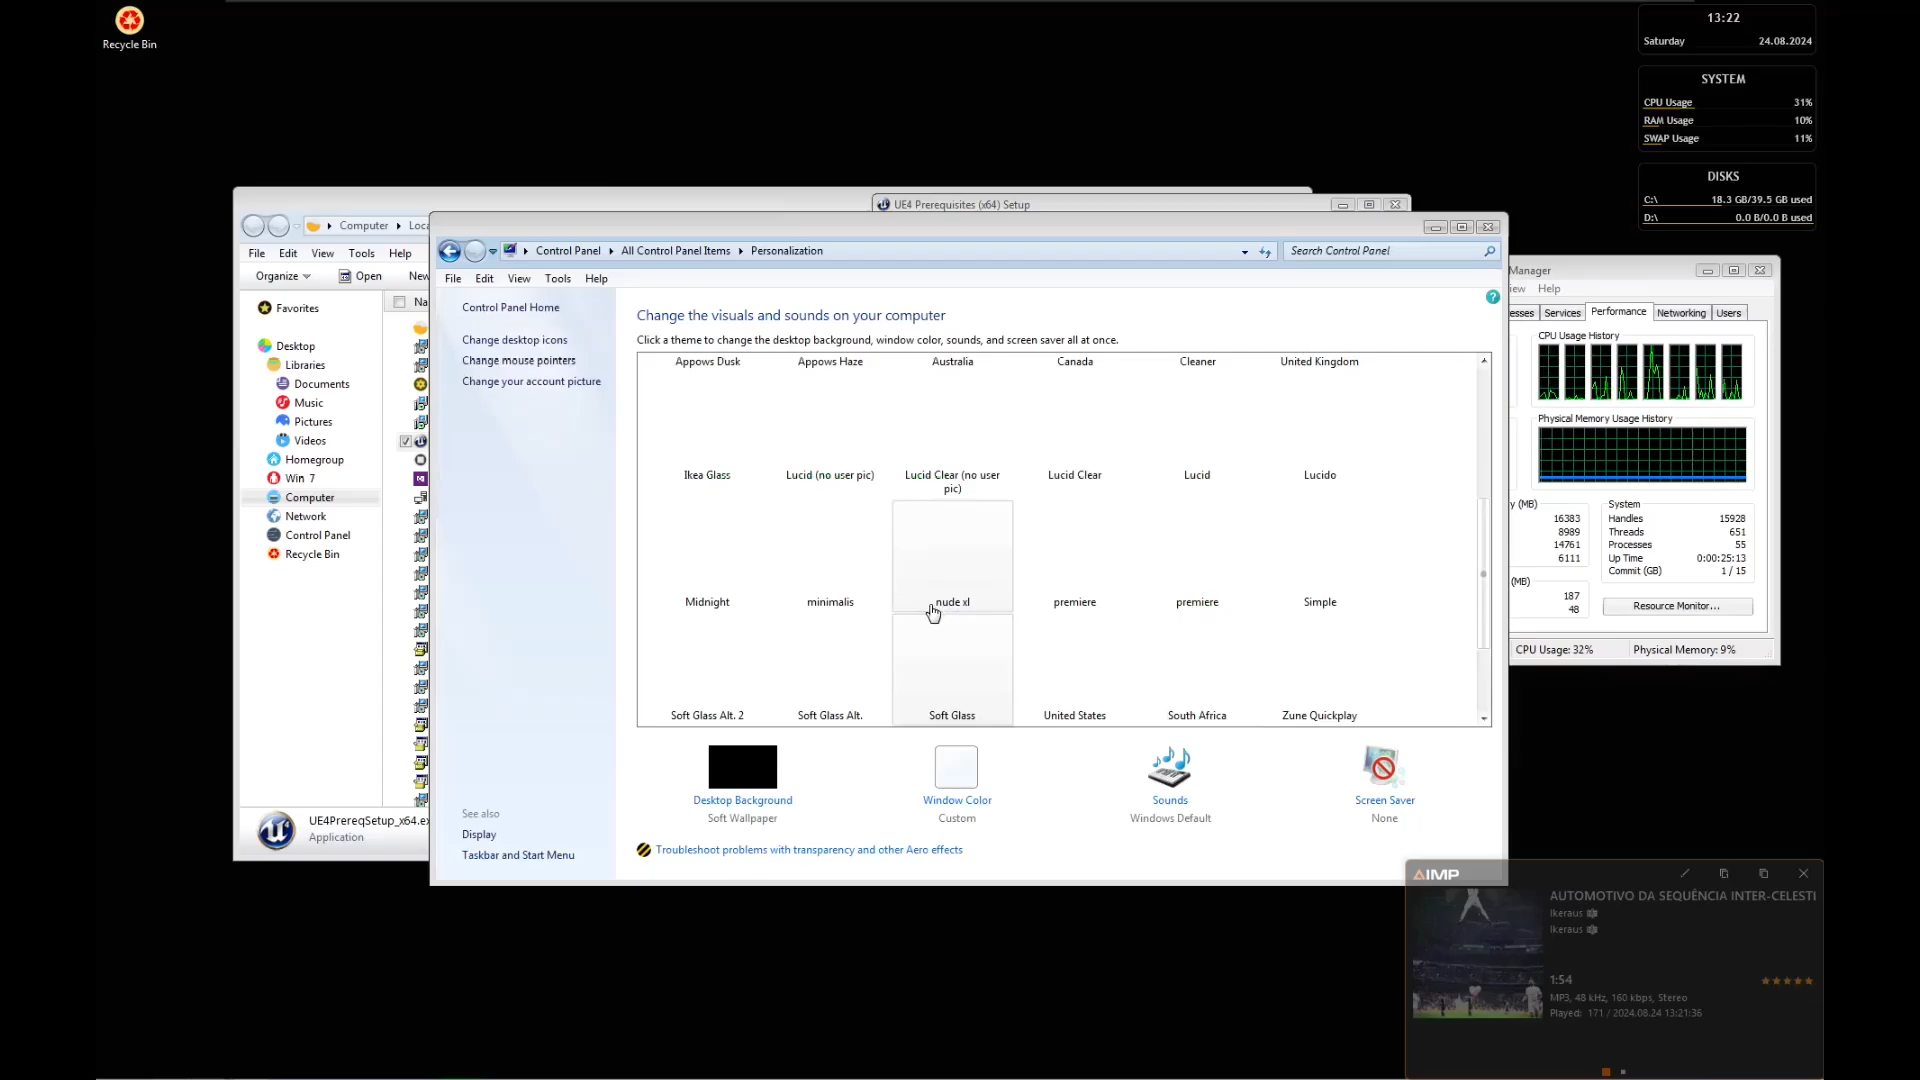 Recycle Bin
13:22
Saturday 24.08.2024
SYSTEM
CPU Usage 31%
RAM Usage 10%
SWAP Usage 11%
DISKS
C:\ 18.3 GB/39.5 GB used
D:\ 0.0 B/0.0 B used
UE4 Prerequisites (x64) Setup
Computer Loca
File Edit View Tools Help
Organize Open New
Na
Favorites
Desktop
Libraries
Documents
Music
Pictures
Videos
Homegroup
Win 7
Computer
Network
Control Panel
Recycle Bin
UE4PrereqSetup_x64.ex
Application
Control Panel All Control Panel Items Personalization
Search Control Panel
File Edit View Tools Help
Control Panel Home
Change desktop icons
Change mouse pointers
Change your account picture
See also
Display
Taskbar and Start Menu
Change the visuals and sounds on your computer
Click a theme to change the desktop background, window color, sounds, and screen saver all at once.
Appows Dusk Appows Haze Australia Canada Cleaner United Kingdom
Ikea Glass Lucid (no user pic) Lucid Clear (no user pic) Lucid Clear Lucid Lucido
Midnight minimalis nude xl premiere premiere Simple
Soft Glass Alt. 2 Soft Glass Alt. Soft Glass United States South Africa Zune Quickplay
Desktop Background Window Color Sounds Screen Saver
Soft Wallpaper Custom Windows Default None
Troubleshoot problems with transparency and other Aero effects
Manager
iew Help
esses Services Performance Networking Users
CPU Usage History
Physical Memory Usage History
y (MB)
16383
8989
14761
6111
System
Handles 15928
Threads 651
Processes 55
Up Time 0:00:25:13
Commit (GB) 1 / 15
(MB)
187
48
Resource Monitor...
CPU Usage: 32% Physical Memory: 9%
AIMP
AUTOMOTIVO DA SEQUÊNCIA INTER-CELESTI
Ikeraus
Ikeraus
1:54
MP3, 48 kHz, 160 kbps, Stereo
Played: 171 / 2024.08.24 13:21:36